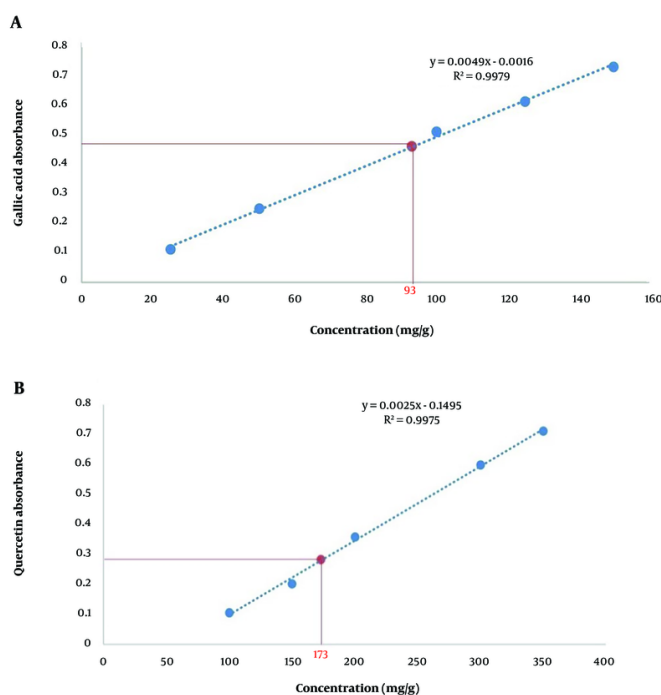 A
Gallic acid absorbance
0.8
0.7
0.6
0.5
0.4
0.3
0.2
0.1
0
y = 0.0049x - 0.0016
R² = 0.9979
93
0 20 40 60 80 100 120 140 160
Concentration (mg/g)
B
Quercetin absorbance
0.8
0.7
0.6
0.5
0.4
0.3
0.2
0.1
0
y = 0.0025x - 0.1495
R² = 0.9975
0 50 100 150 200 250 300 350 400
173
Concentration (mg/g)